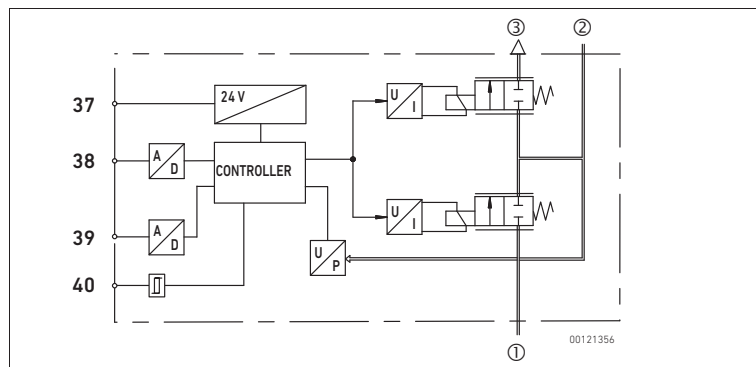 ③ ②
37
24 V
U
I
38
A
D
CONTROLLER
39
A
D
U
I
U
P
40
00121356
①